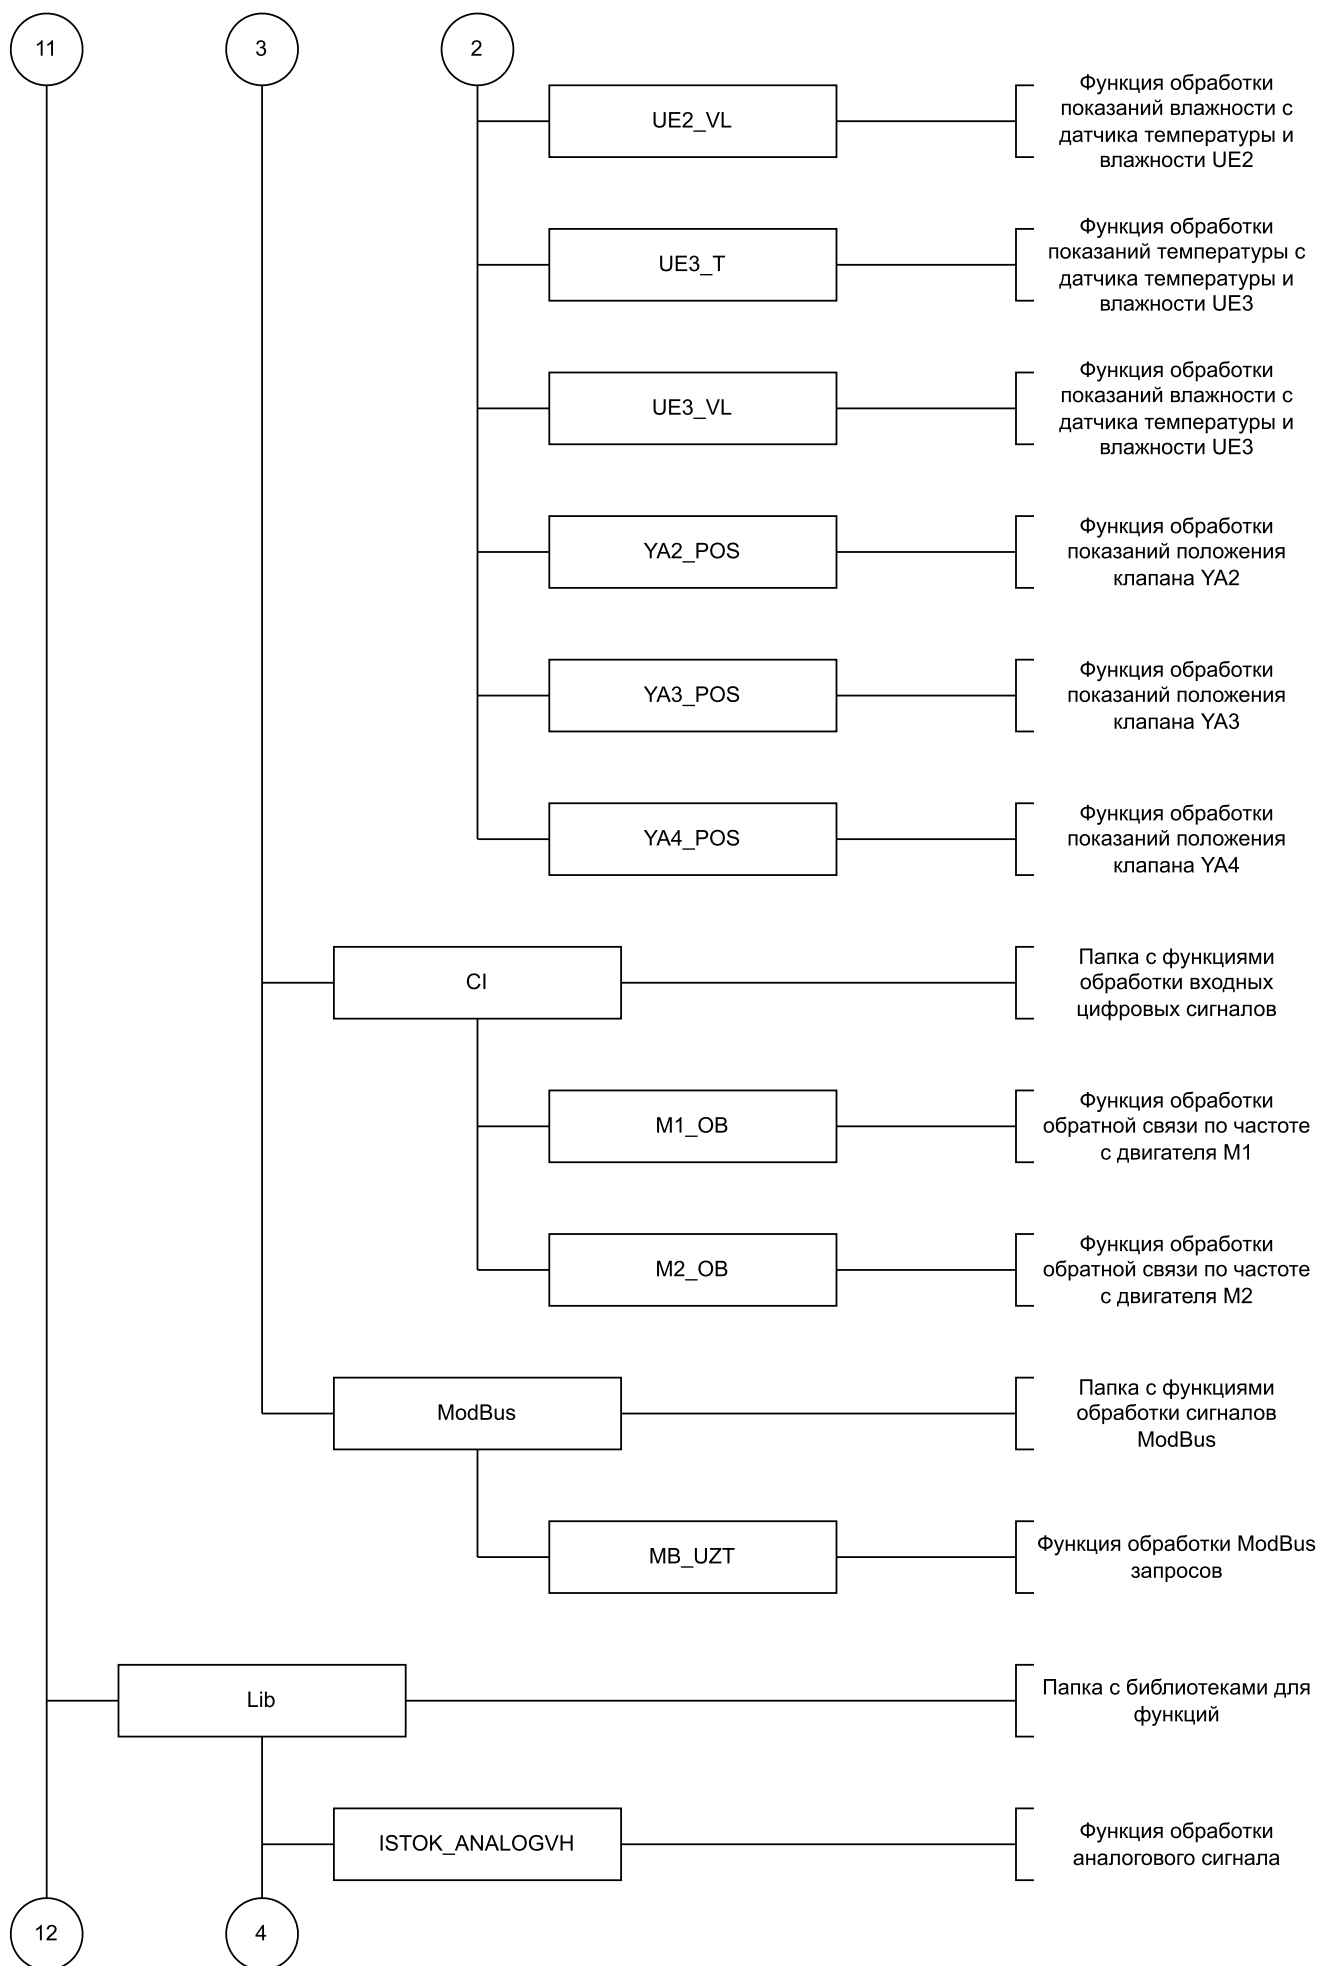 11
3
2
UE2_VL
Функция обработки
показаний влажности с
датчика температуры и
влажности UE2
UE3_T
Функция обработки
показаний температуры с
датчика температуры и
влажности UE3
UE3_VL
Функция обработки
показаний влажности с
датчика температуры и
влажности UE3
YA2_POS
Функция обработки
показаний положения
клапана YA2
YA3_POS
Функция обработки
показаний положения
клапана YA3
YA4_POS
Функция обработки
показаний положения
клапана YA4
CI
Папка с функциями
обработки входных
цифровых сигналов
M1_OB
Функция обработки
обратной связи по частоте
с двигателя М1
M2_OB
Функция обработки
обратной связи по частоте
с двигателя М2
ModBus
Папка с функциями
обработки сигналов
ModBus
MB_UZT
Функция обработки ModBus
запросов
Lib
Папка с библиотеками для
функций
ISTOK_ANALOGVH
Функция обработки
аналогового сигнала
12
4